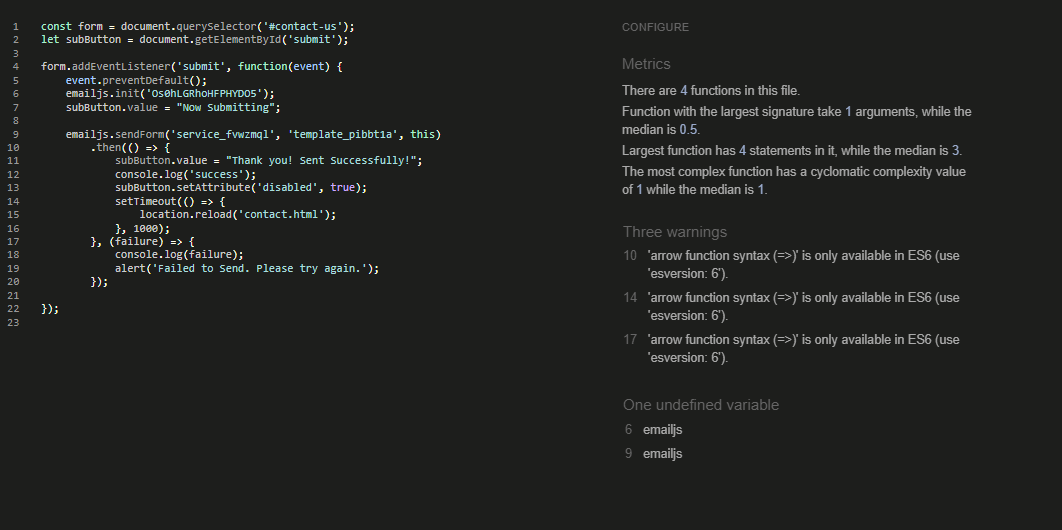 1 const form = document.querySelector('#contact-us');
2 let subButton = document.getElementById('submit');
3
4 form.addEventListener('submit', function(event) {
5 event.preventDefault();
6 emailjs.init('Os0hLGRhoHFPHYDO5');
7 subButton.value = "Now Submitting";
8
9 emailjs.sendForm('service_fvwzmql', 'template_pibbt1a', this)
10 .then(() => {
11 subButton.value = "Thank you! Sent Successfully!";
12 console.log('success');
13 subButton.setAttribute('disabled', true);
14 setTimeout(() => {
15 location.reload('contact.html');
16 }, 1000);
17 }, (failure) => {
18 console.log(failure);
19 alert('Failed to Send. Please try again.');
20 });
21
22 });
23
CONFIGURE
Metrics
There are 4 functions in this file.
Function with the largest signature take 1 arguments, while the
median is 0.5.
Largest function has 4 statements in it, while the median is 3.
The most complex function has a cyclomatic complexity value
of 1 while the median is 1.
Three warnings
10 'arrow function syntax (=>)' is only available in ES6 (use
'esversion: 6').
14 'arrow function syntax (=>)' is only available in ES6 (use
'esversion: 6').
17 'arrow function syntax (=>)' is only available in ES6 (use
'esversion: 6').
One undefined variable
6 emailjs
9 emailjs